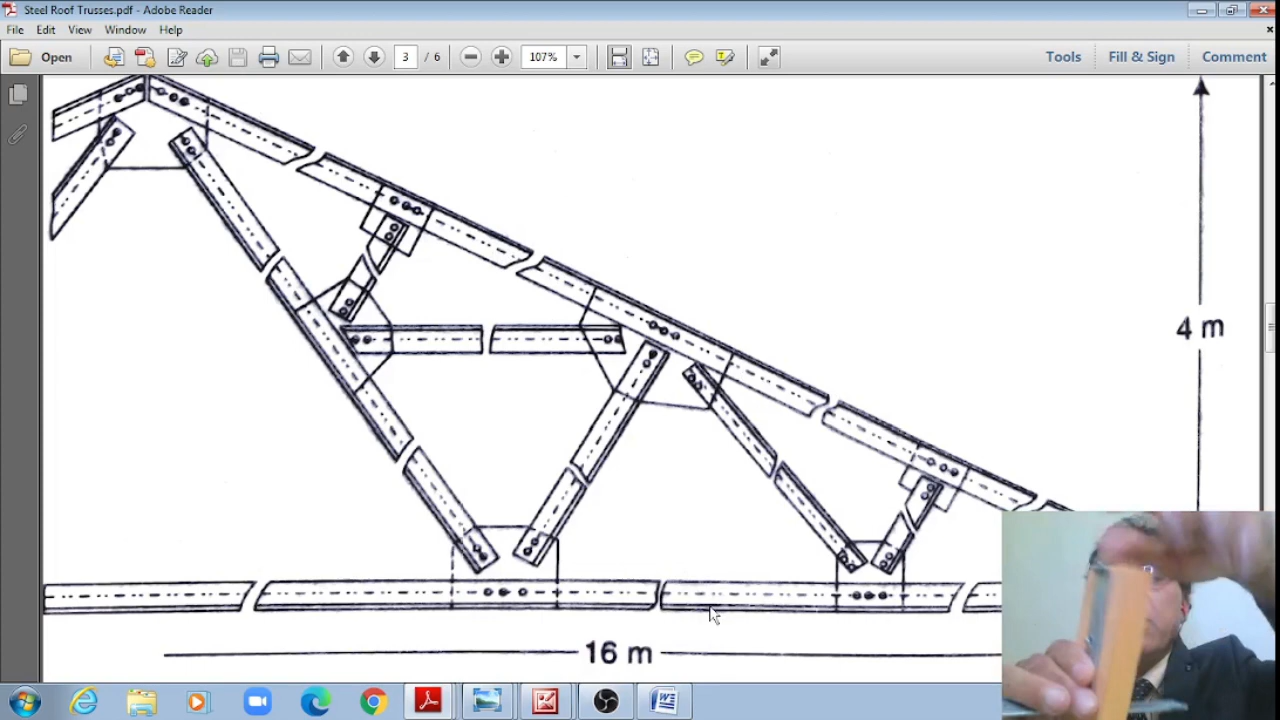 Steel Roof Trusses.pdf - Adobe Reader
File Edit View Window Help
Open 3 / 6 107% Tools Fill & Sign Comment
4 m
16 m